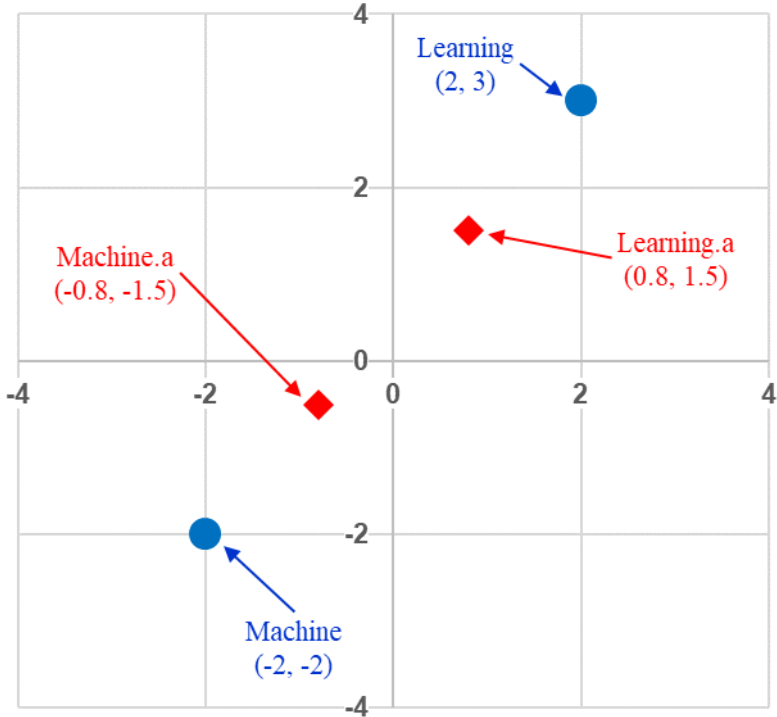 4
Learning
(2, 3)
2
Machine.a
(-0.8, -1.5)
Learning.a
(0.8, 1.5)
0
-4 -2 0 2 4
-2
Machine
(-2, -2)
-4